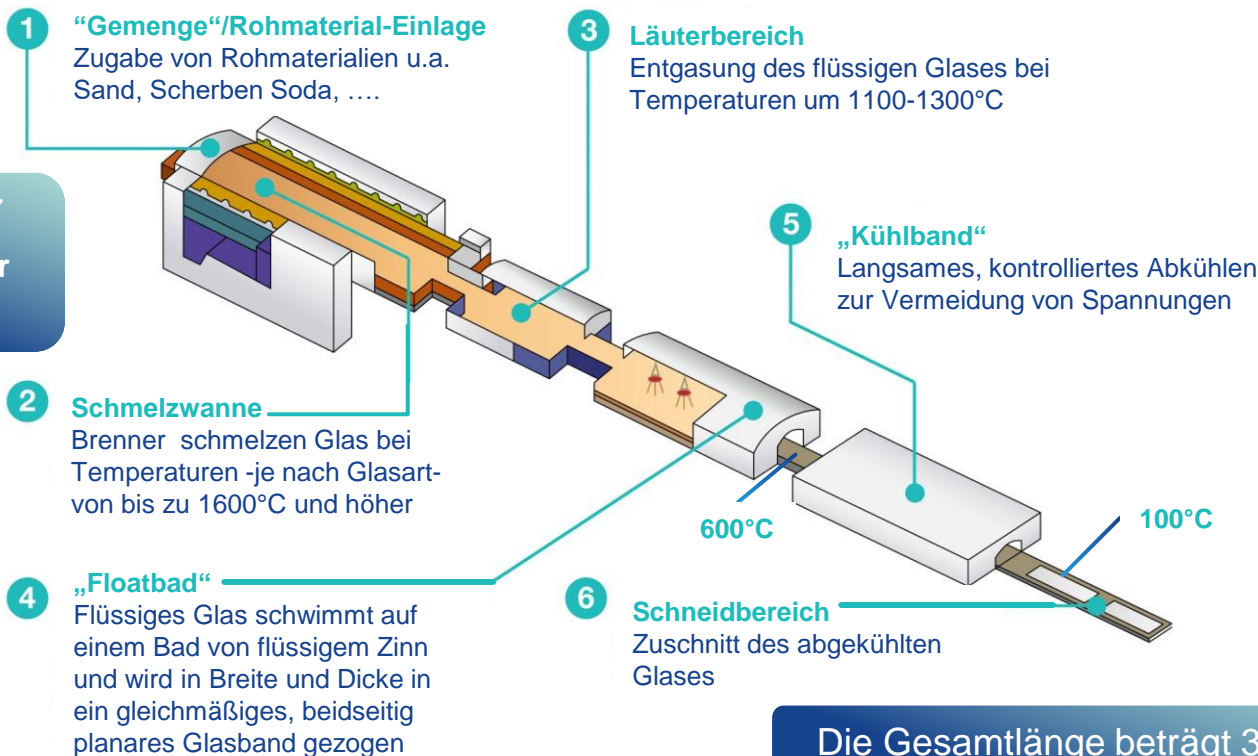 1
“Gemenge“/Rohmaterial-Einlage
Zugabe von Rohmaterialien u.a.
Sand, Scherben Soda, ….
3
Läuterbereich
Entgasung des flüssigen Glases bei
Temperaturen um 1100-1300°C
r
5
„Kühlband“
Langsames, kontrolliertes Abkühlen
zur Vermeidung von Spannungen
2
Schmelzwanne
Brenner schmelzen Glas bei
Temperaturen -je nach Glasart-
von bis zu 1600°C und höher
600°C
100°C
4
„Floatbad“
Flüssiges Glas schwimmt auf
einem Bad von flüssigem Zinn
und wird in Breite und Dicke in
ein gleichmäßiges, beidseitig
planares Glasband gezogen
6
Schneidbereich
Zuschnitt des abgekühlten
Glases
Die Gesamtlänge beträgt 3